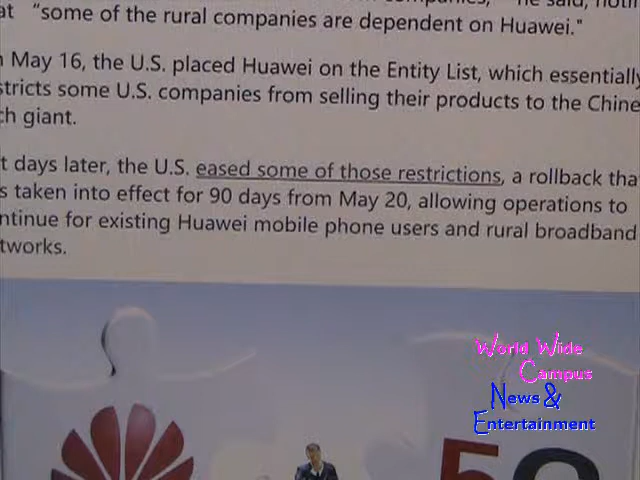 at "some of the rural companies are dependent on Huawei."
May 16, the U.S. placed Huawei on the Entity List, which essentially
stricts some U.S. companies from selling their products to the Chine
ch giant.
t days later, the U.S. eased some of those restrictions, a rollback tha
s taken into effect for 90 days from May 20, allowing operations to
ntinue for existing Huawei mobile phone users and rural broadband
tworks.
World Wide
Campus
News &
Entertainment
5G